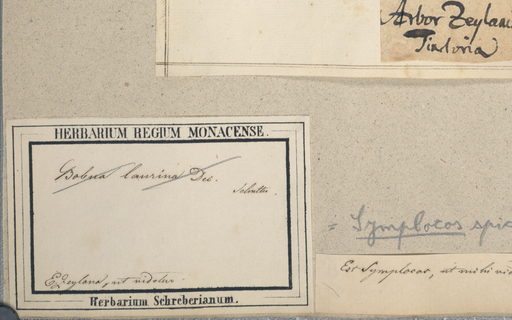 Arbor Zeylan
Tinctoria
HERBARIUM REGIUM MONACENSE.
Bobua laurina Dec.
E Zeylana, ut videtur.
Herbarium Schreberianum.
= Symplocos spic
Est Symplocos, ut mihi vid